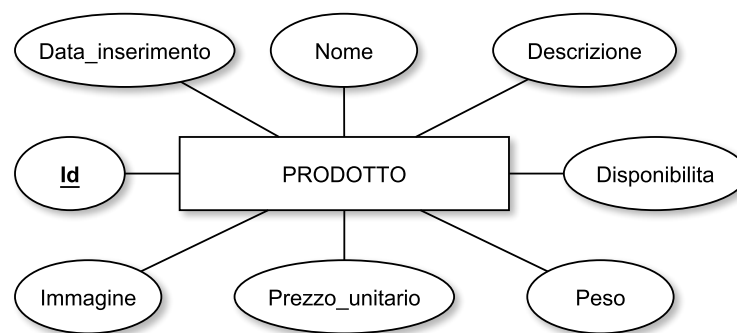 Data_inserimento
Nome
Descrizione
Id
PRODOTTO
Disponibilita
Immagine
Prezzo_unitario
Peso